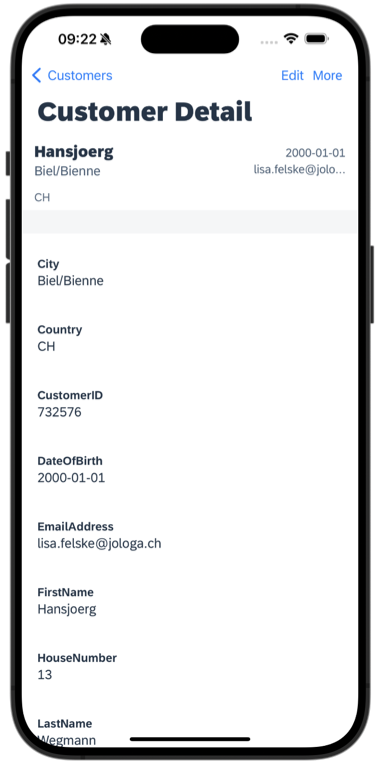 09:22
Customers
Edit More
Customer Detail
Hansjoerg
2000-01-01
Biel/Bienne
lisa.felske@jolo...
CH
City
Biel/Bienne
Country
CH
CustomerID
732576
DateOfBirth
2000-01-01
EmailAddress
lisa.felske@jologa.ch
FirstName
Hansjoerg
HouseNumber
13
LastName
Wegmann